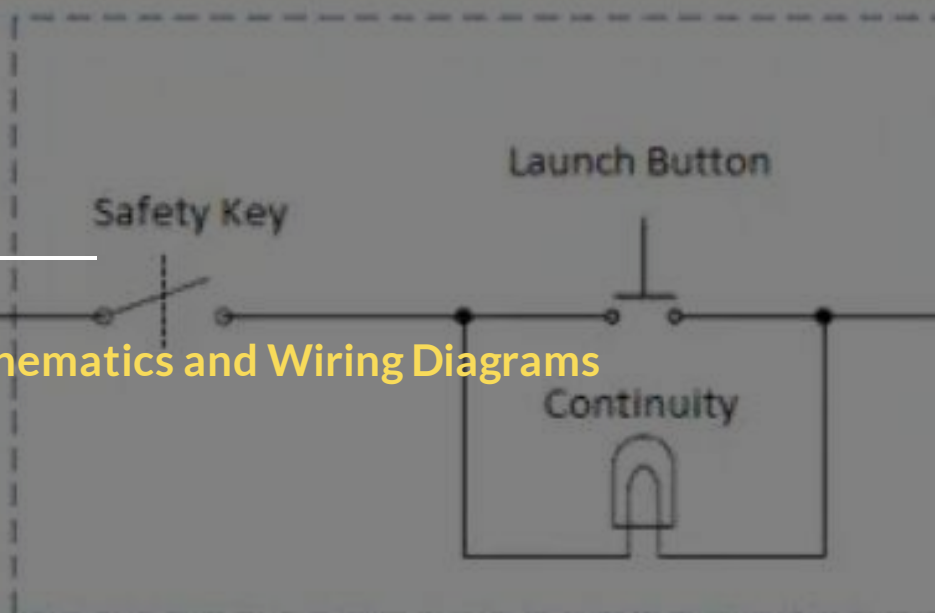 Launch Button
Safety Key
hematics and Wiring Diagrams
Continuity